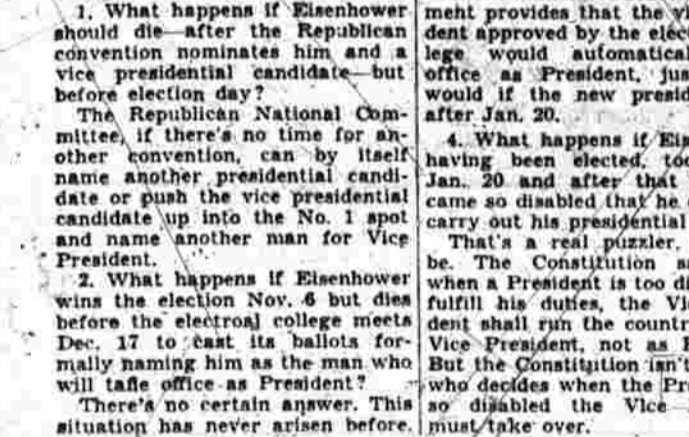 1. What happens if Eisenhower
should die—after the Republican
convention nominates him and a
vice presidential candidate—but
before election day?
The Republican National Com-
mittee, if there's no time for an-
other convention, can by itself
name another presidential candi-
date or push the vice presidential
candidate up into the No. 1 spot
and name another man for Vice
President.
2. What happens if Eisenhower
wins the election Nov. 6 but dies
before the electroal college meets
Dec. 17 to cast its ballots for-
mally naming him as the man who
will tafle office as President?
There's no certain answer. This
situation has never arisen before.
ment provides that the vi
dent approved by the elec
lege would automatical
office as President, jus
would if the new presid
after Jan. 20.
4. What happens if Eis
having been elected, too
Jan. 20 and after that
came so disabled that he
carry out his presidential
That's a real puzzler.
be. The Constitution s
when a President is too di
fulfill his duties, the Vi
dent shall run the countr
Vice President, not as
But the Constitution isn't
who decides when the Pr
so disabled the Vice
must take over.